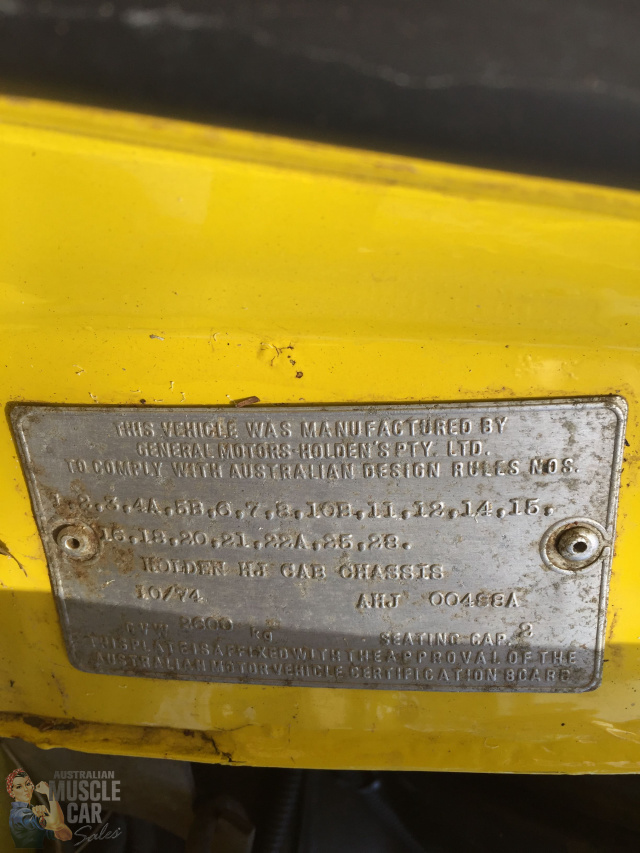 THIS VEHICLE WAS MANUFACTURED BY
GENERAL MOTORS-HOLDEN'S PTY. LTD.
TO COMPLY WITH AUSTRALIAN DESIGN RULES NOS.
1,2,3,4A,5B,6,7,8,10B,11,12,14,15,
16,18,20,21,22A,25,28.
HOLDEN HJ CAB CHASSIS
10/74 AHJ 00488A
GVW 2600 kg SEATING CAP. 2
THIS PLATE IS AFFIXED WITH THE APPROVAL OF THE
AUSTRALIAN MOTOR VEHICLE CERTIFICATION BOARD
AUSTRALIAN
MUSCLE
CAR
Sales